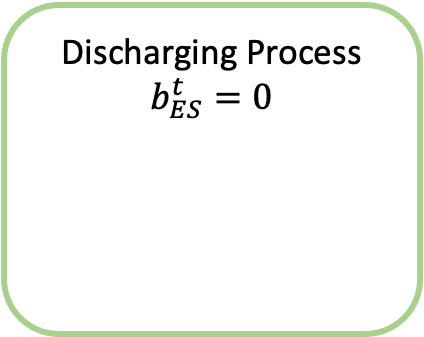 Discharging Process
$b_{ES}^{t} = 0$